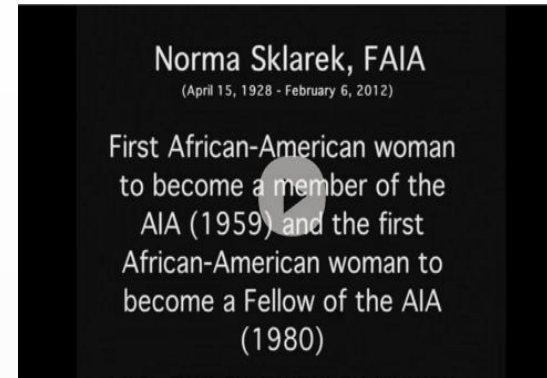 Norma Sklarek, FAIA
(April 15, 1928 - February 6, 2012)
First African-American woman
to become a member of the
AIA (1959) and the first
African-American woman to
become a Fellow of the AIA
(1980)